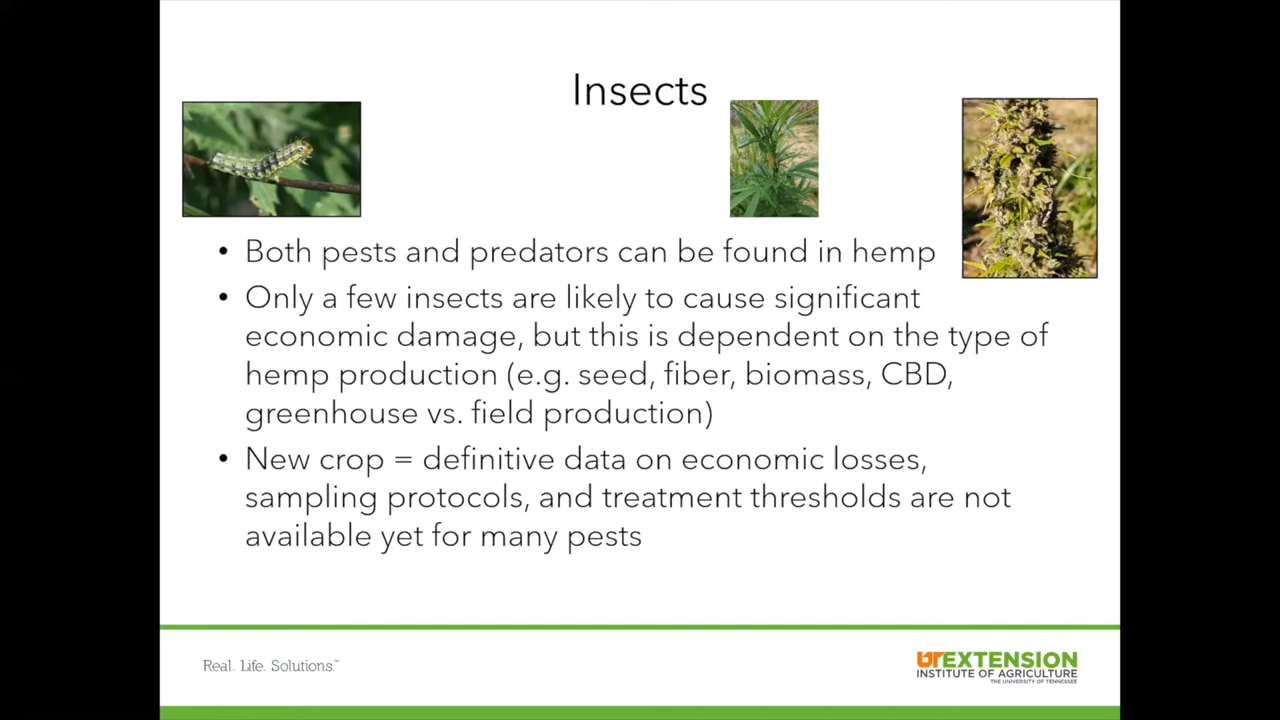 Insects
• Both pests and predators can be found in hemp
• Only a few insects are likely to cause significant
economic damage, but this is dependent on the type of
hemp production (e.g. seed, fiber, biomass, CBD,
greenhouse vs. field production)
• New crop = definitive data on economic losses,
sampling protocols, and treatment thresholds are not
available yet for many pests
Real. Life. Solutions.™
UTEXTENSION
INSTITUTE OF AGRICULTURE
THE UNIVERSITY OF TENNESSEE